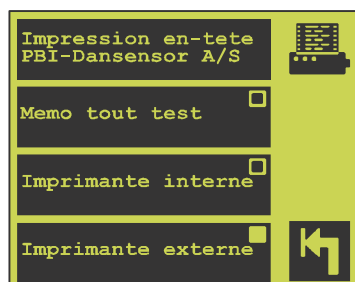 Impression en-tete
PBI-Dansensor A/S
Memo tout test
Imprimante interne
Imprimante externe